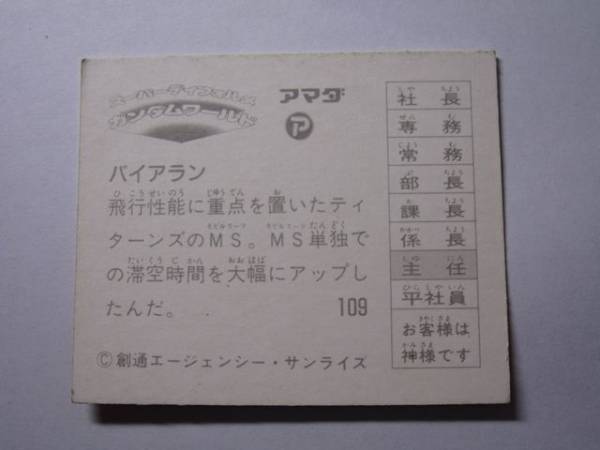 スーパーディフォルメ
ガンダムワールド
アマダ
ア
バイアラン
飛行性能に重点を置いたティ
ターンズのMS。MS単独で
の滞空時間を大幅にアップし
たんだ。
109
©創通エージェンシー・サンライズ
社長
専務
常務
部長
課長
係長
主任
平社員
お客様は
神様です